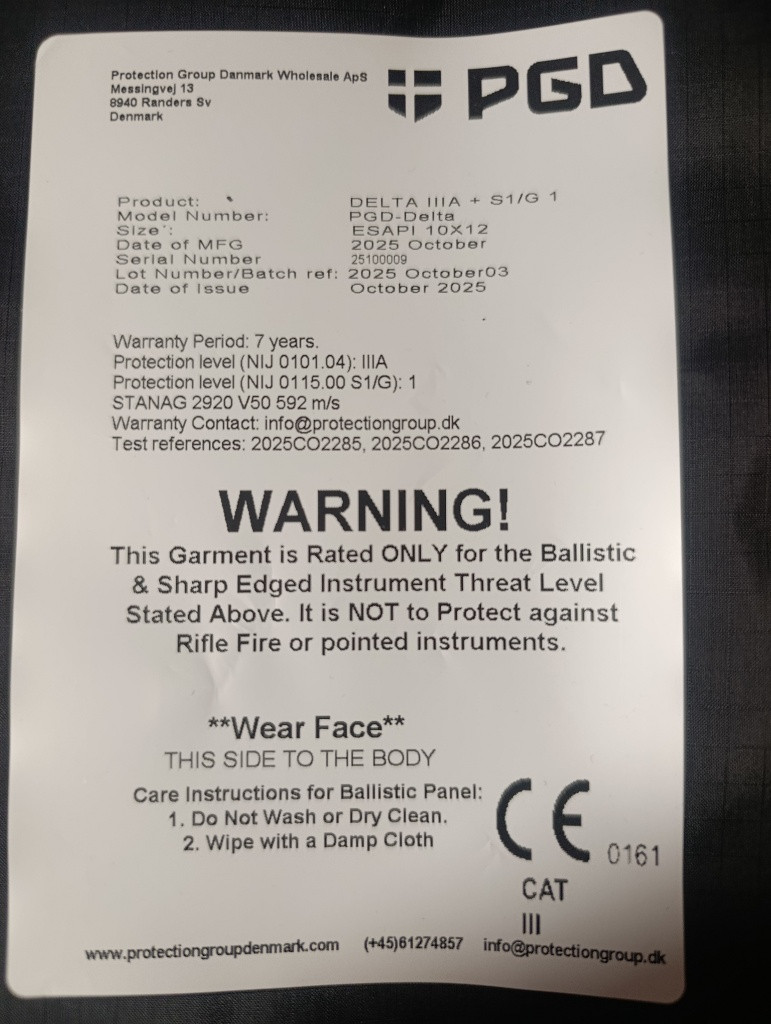 Protection Group Danmark Wholesale ApS
Messingvej 13
8940 Randers Sv
Denmark
PGD
Product: DELTA IIIA + S1/G 1
Model Number: PGD-Delta
Size: ESAPI 10X12
Date of MFG 2025 October
Serial Number 25100009
Lot Number/Batch ref: 2025 October03
Date of Issue October 2025
Warranty Period: 7 years.
Protection level (NIJ 0101.04): IIIA
Protection level (NIJ 0115.00 S1/G): 1
STANAG 2920 V50 592 m/s
Warranty Contact: info@protectiongroup.dk
Test references: 2025CO2285, 2025CO2286, 2025CO2287
WARNING!
This Garment is Rated ONLY for the Ballistic
& Sharp Edged Instrument Threat Level
Stated Above. It is NOT to Protect against
Rifle Fire or pointed instruments.
**Wear Face**
THIS SIDE TO THE BODY
Care Instructions for Ballistic Panel:
1. Do Not Wash or Dry Clean.
2. Wipe with a Damp Cloth
CE 0161
CAT
III
www.protectiongroupdenmark.com (+45)61274857 info@protectiongroup.dk